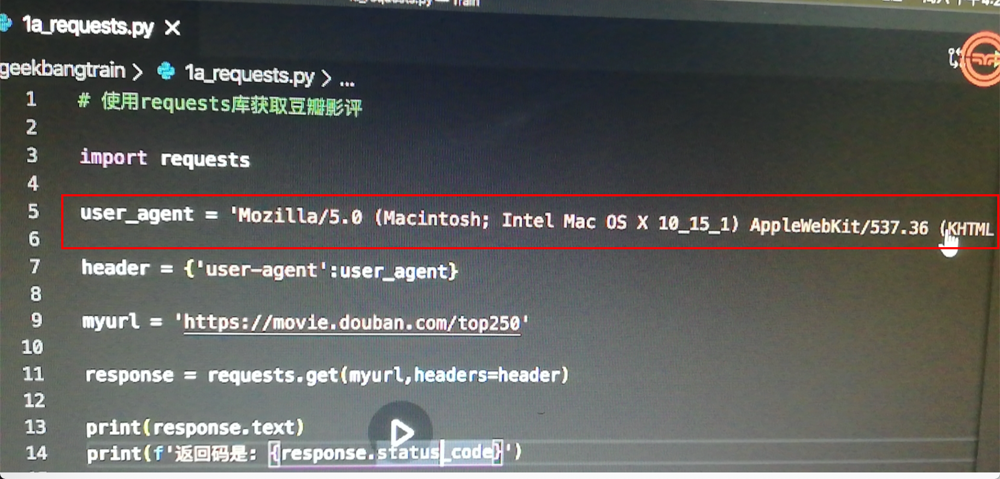 1a_requests.py
geekbangtrain > 1a_requests.py > ...
1 # 使用requests库获取豆瓣影评
2
3 import requests
4
5 user_agent = 'Mozilla/5.0 (Macintosh; Intel Mac OS X 10_15_1) AppleWebKit/537.36 (KHTML
6
7 header = {'user-agent':user_agent}
8
9 myurl = 'https://movie.douban.com/top250'
10
11 response = requests.get(myurl,headers=header)
12
13 print(response.text)
14 print(f'返回码是: {response.status_code}')